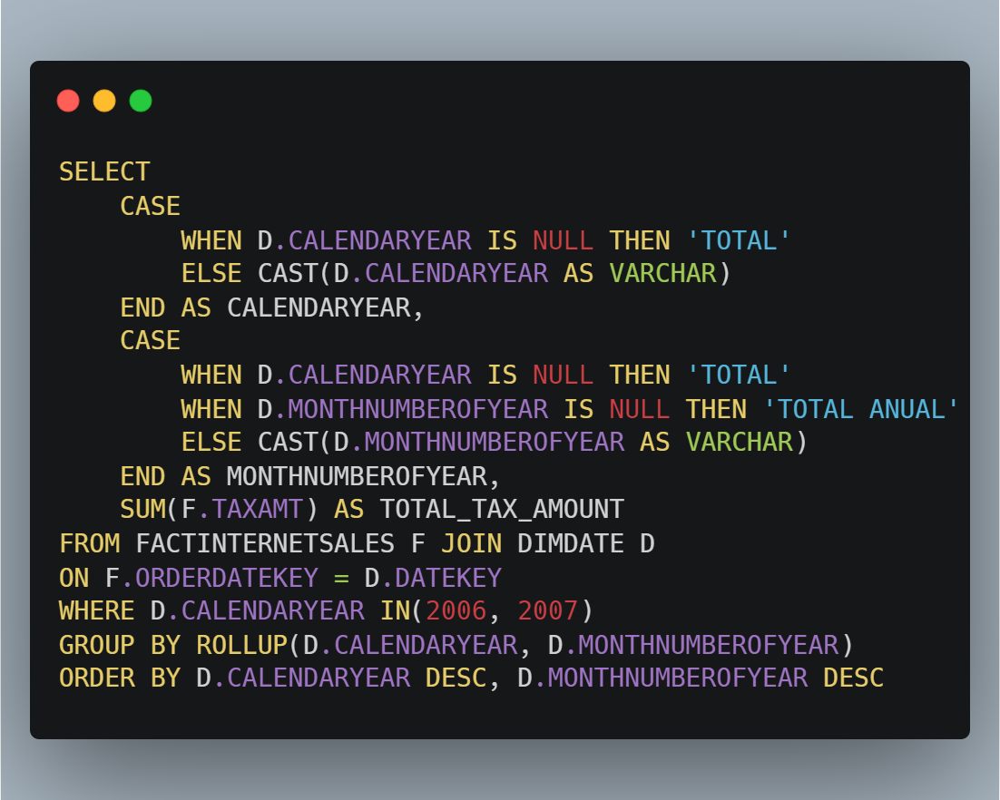 SELECT
    CASE
        WHEN D.CALENDARYEAR IS NULL THEN 'TOTAL'
        ELSE CAST(D.CALENDARYEAR AS VARCHAR)
    END AS CALENDARYEAR,
    CASE
        WHEN D.CALENDARYEAR IS NULL THEN 'TOTAL'
        WHEN D.MONTHNUMBEROFYEAR IS NULL THEN 'TOTAL ANUAL'
        ELSE CAST(D.MONTHNUMBEROFYEAR AS VARCHAR)
    END AS MONTHNUMBEROFYEAR,
    SUM(F.TAXAMT) AS TOTAL_TAX_AMOUNT
FROM FACTINTERNETSALES F JOIN DIMDATE D
ON F.ORDERDATEKEY = D.DATEKEY
WHERE D.CALENDARYEAR IN(2006, 2007)
GROUP BY ROLLUP(D.CALENDARYEAR, D.MONTHNUMBEROFYEAR)
ORDER BY D.CALENDARYEAR DESC, D.MONTHNUMBEROFYEAR DESC